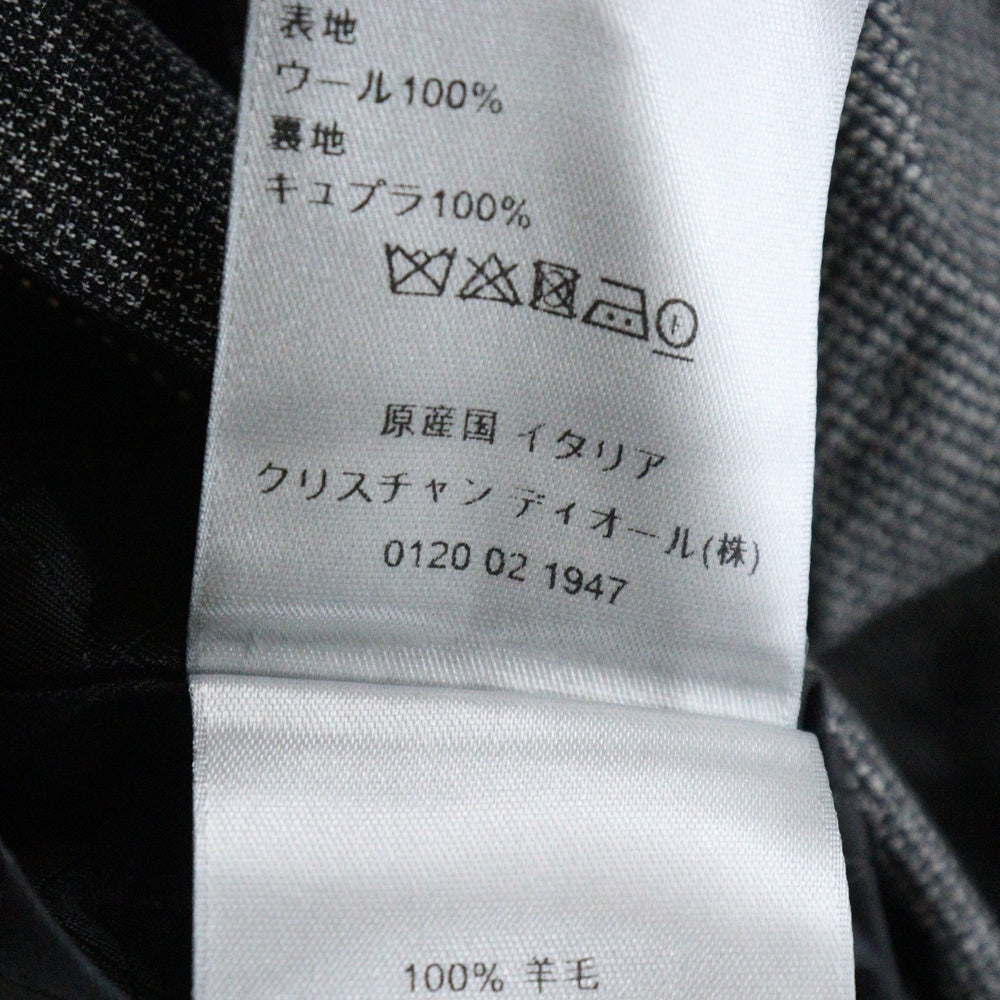 表地
ウール100%
裏地
キュプラ100%
原産国 イタリア
クリスチャン ディオール(株)
0120 02 1947
100% 羊毛